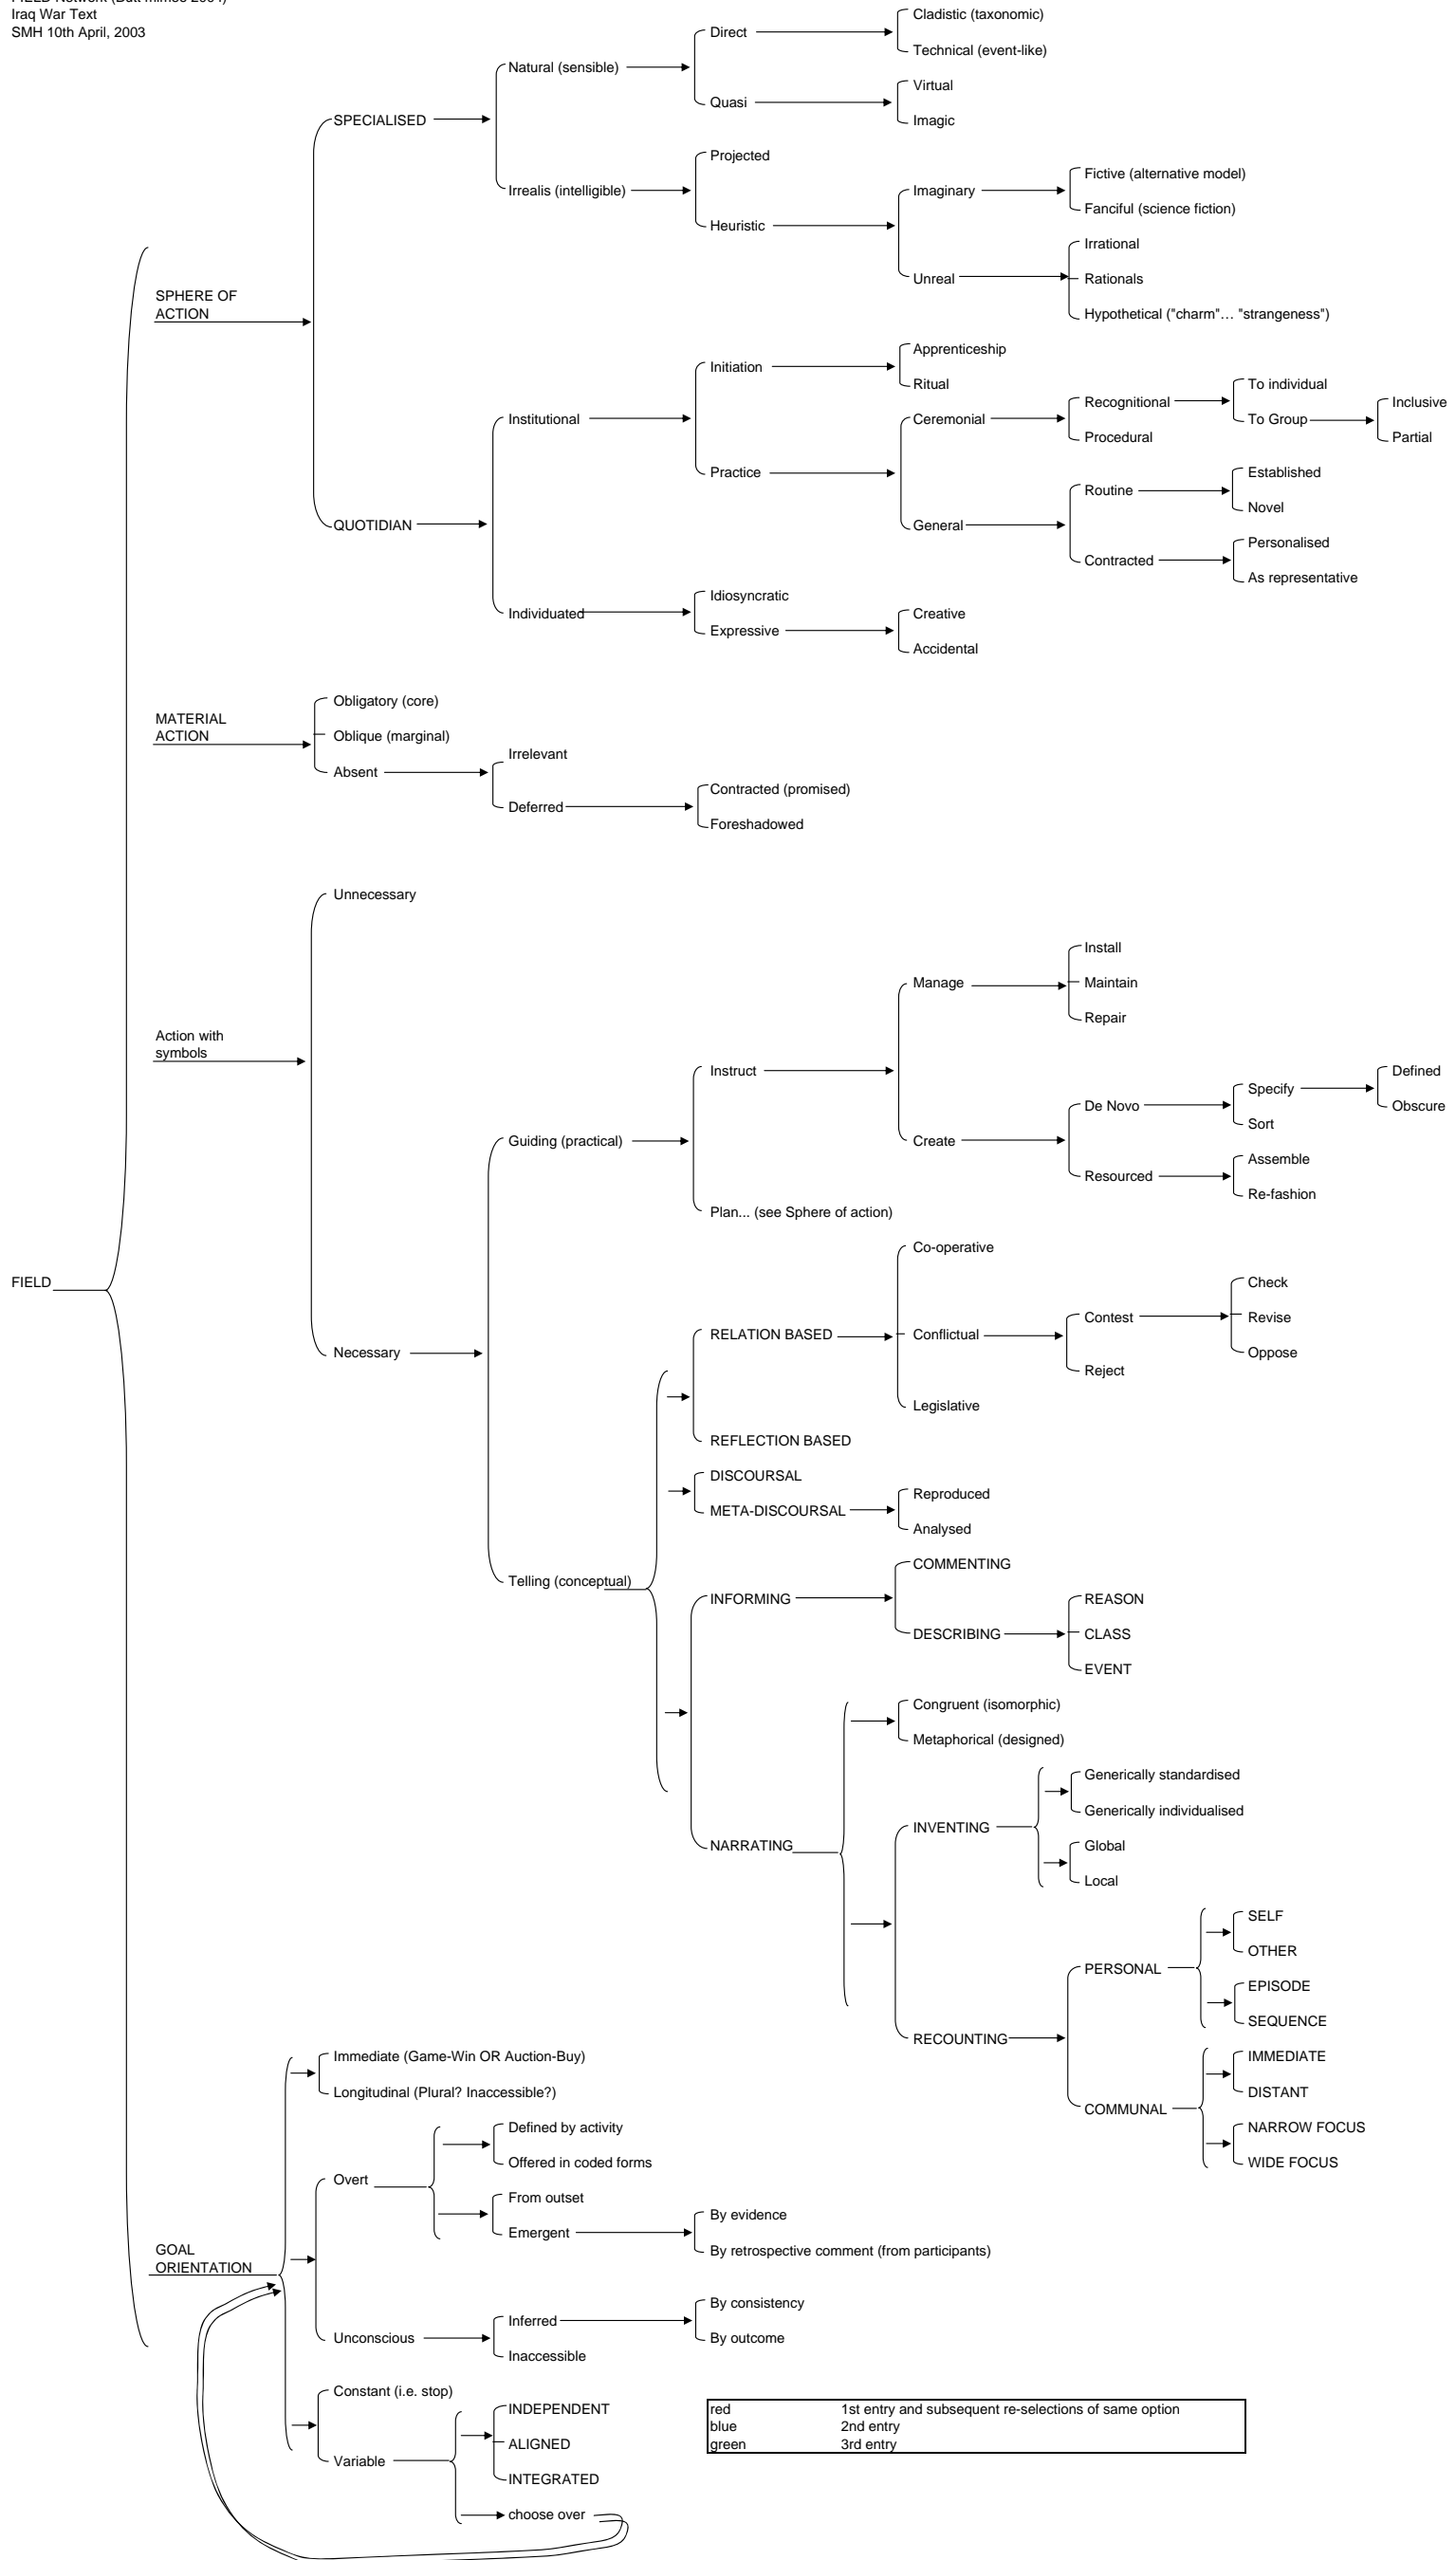 FIELD Network (Butt mimeo 2004)
Iraq War Text
SMH 10th April, 2003
Cladistic (taxonomic)
Direct
Technical (event-like)
Natural (sensible)
Virtual
Quasi
Imagic
SPECIALISED
Projected
Fictive (alternative model)
Irrealis (intelligible)
Imaginary
Fanciful (science fiction)
Heuristic
Irrational
Unreal
Rationals
Hypothetical ("charm"... "strangeness")
SPHERE OF
ACTION
Apprenticeship
Initiation
Ritual
To individual
Recognitional
Inclusive
Institutional
Ceremonial
To Group
Procedural
Partial
Practice
Established
Routine
Novel
QUOTIDIAN
General
Personalised
Contracted
As representative
Idiosyncratic
Individuated
Creative
Expressive
Accidental
Obligatory (core)
MATERIAL
ACTION
Oblique (marginal)
Irrelevant
Absent
Contracted (promised)
Deferred
Foreshadowed
Unnecessary
Install
Manage
Maintain
Repair
Action with
symbols
Instruct
Defined
Specify
De Novo
Obscure
Sort
Guiding (practical)
Create
Assemble
Resourced
Re-fashion
Plan... (see Sphere of action)
Co-operative
FIELD
Check
Contest
Revise
RELATION BASED
Conflictual
Necessary
Oppose
Reject
Legislative
REFLECTION BASED
DISCOURSAL
Reproduced
META-DISCOURSAL
Analysed
COMMENTING
Telling (conceptual)
INFORMING
REASON
DESCRIBING
CLASS
EVENT
Congruent (isomorphic)
Metaphorical (designed)
Generically standardised
Generically individualised
INVENTING
NARRATING
Global
Local
SELF
OTHER
PERSONAL
EPISODE
SEQUENCE
RECOUNTING
Immediate (Game-Win OR Auction-Buy)
IMMEDIATE
Longitudinal (Plural? Inaccessible?)
DISTANT
COMMUNAL
Defined by activity
NARROW FOCUS
Offered in coded forms
WIDE FOCUS
Overt
From outset
By evidence
Emergent
By retrospective comment (from participants)
GOAL
ORIENTATION
By consistency
Inferred
Unconscious
By outcome
Inaccessible
Constant (i.e. stop)
INDEPENDENT
ALIGNED
Variable
INTEGRATED
choose over
red 1st entry and subsequent re-selections of same option
blue 2nd entry
green 3rd entry